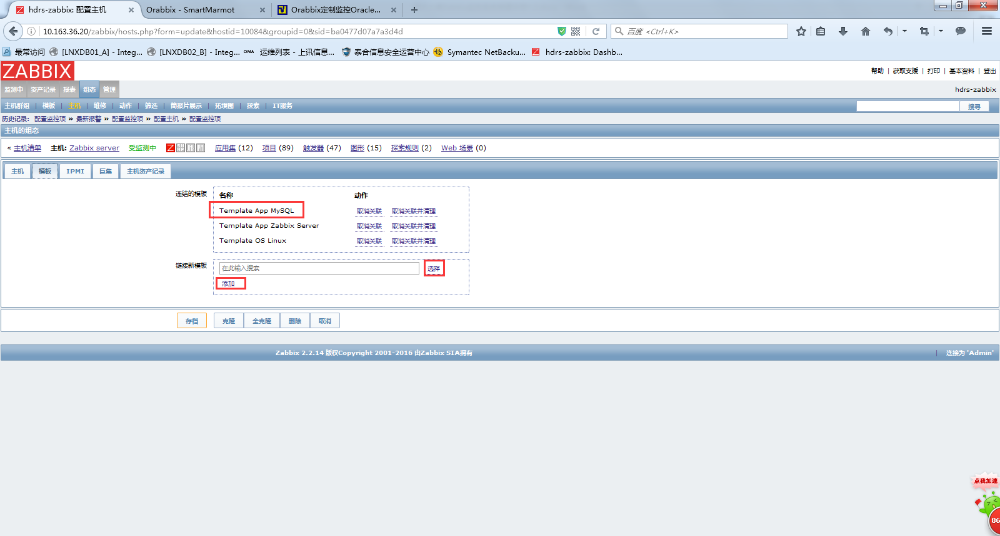 hdrs-zabbix: 配置主机
Orabbix - SmartMarmot
Orabbix定制监控Oracle...
10.163.36.20/zabbix/hosts.php?form=update&hostid=10084&groupid=0&sid=ba0477d07a7a3d4d
百度 <Ctrl+K>
最常访问 [LNXDB01_A] - Integ... [LNXDB02_B] - Integ... OMA 运维列表 - 上讯信息... 泰合信息安全运营中心 Symantec NetBacku... hdrs-zabbix: Dashb...
ZABBIX
帮助 | 获取支援 | 打印 | 基本资料 | 登出
监测中 资产记录 报表 组态 管理
hdrs-zabbix
主机群组 | 模板 | 主机 | 维修 | 动作 | 筛选 | 简报片展示 | 拓墣图 | 探索 | IT服务
搜寻
历史记录: 配置监控项 » 最新报警 » 配置监控项 » 配置主机 » 配置监控项
主机的组态
« 主机清单 主机: Zabbix server 受监测中 Z 应用集 (12) 项目 (89) 触发器 (47) 图形 (15) 探索规则 (2) Web 场景 (0)
主机 模板 IPMI 巨集 主机资产记录
连结的模板 名称 动作
Template App MySQL 取消关联 取消关联并清理
Template App Zabbix Server 取消关联 取消关联并清理
Template OS Linux 取消关联 取消关联并清理
链接新模板 在此输入搜索 选择
添加
存档 克隆 全克隆 删除 取消
Zabbix 2.2.14 版权Copyright 2001-2016 由Zabbix SIA拥有
| 连接为 'Admin'
点我加速
86